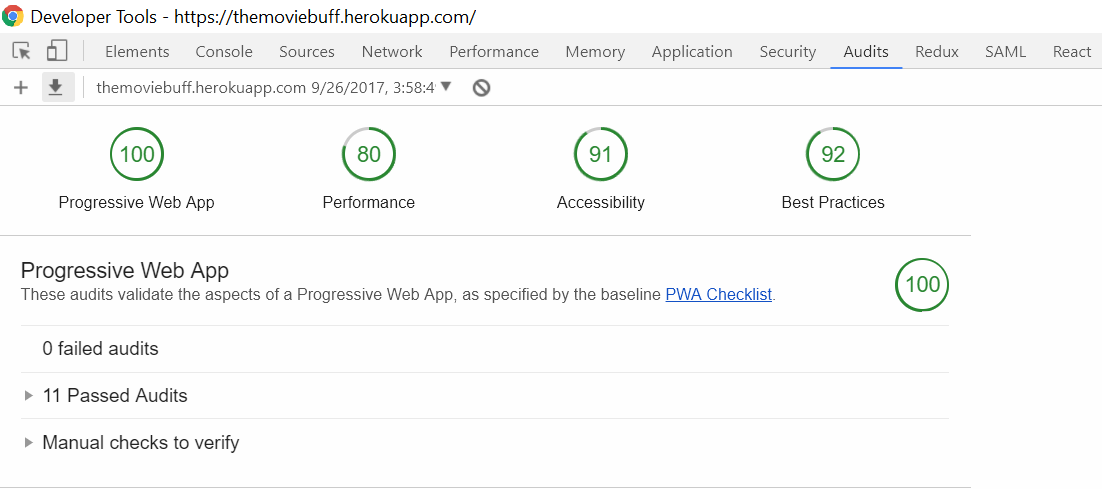 Developer Tools - https://themoviebuff.herokuapp.com/
Elements Console Sources Network Performance Memory Application Security Audits Redux SAML React
themoviebuff.herokuapp.com 9/26/2017, 3:58:4
100 80 91 92
Progressive Web App Performance Accessibility Best Practices
Progressive Web App
These audits validate the aspects of a Progressive Web App, as specified by the baseline PWA Checklist.
100
0 failed audits
11 Passed Audits
Manual checks to verify